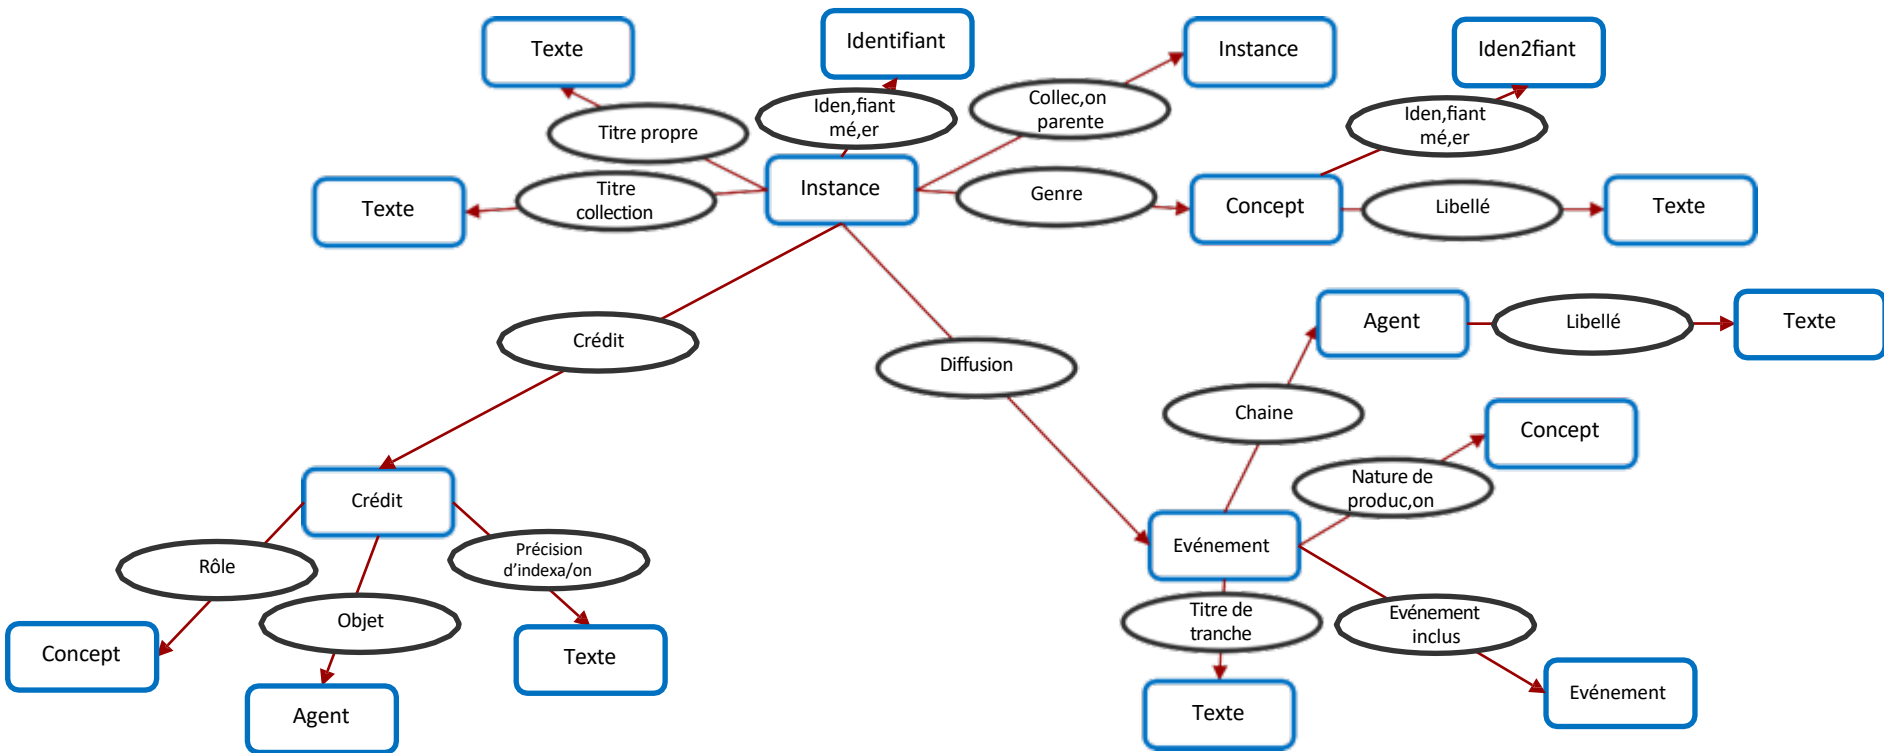 Texte
Identifiant
Instance
Iden2fiant
Titre propre
Iden,fiant
mé,er
Collec,on
parente
Iden,fiant
mé,er
Texte
Titre
collection
Instance
Genre
Concept
Libellé
Texte
Crédit
Diffusion
Agent
Libellé
Texte
Chaine
Concept
Nature de
produc,on
Crédit
Evénement
Rôle
Objet
Précision
d'indexa/on
Titre de
tranche
Evénement
inclus
Concept
Agent
Texte
Texte
Evénement